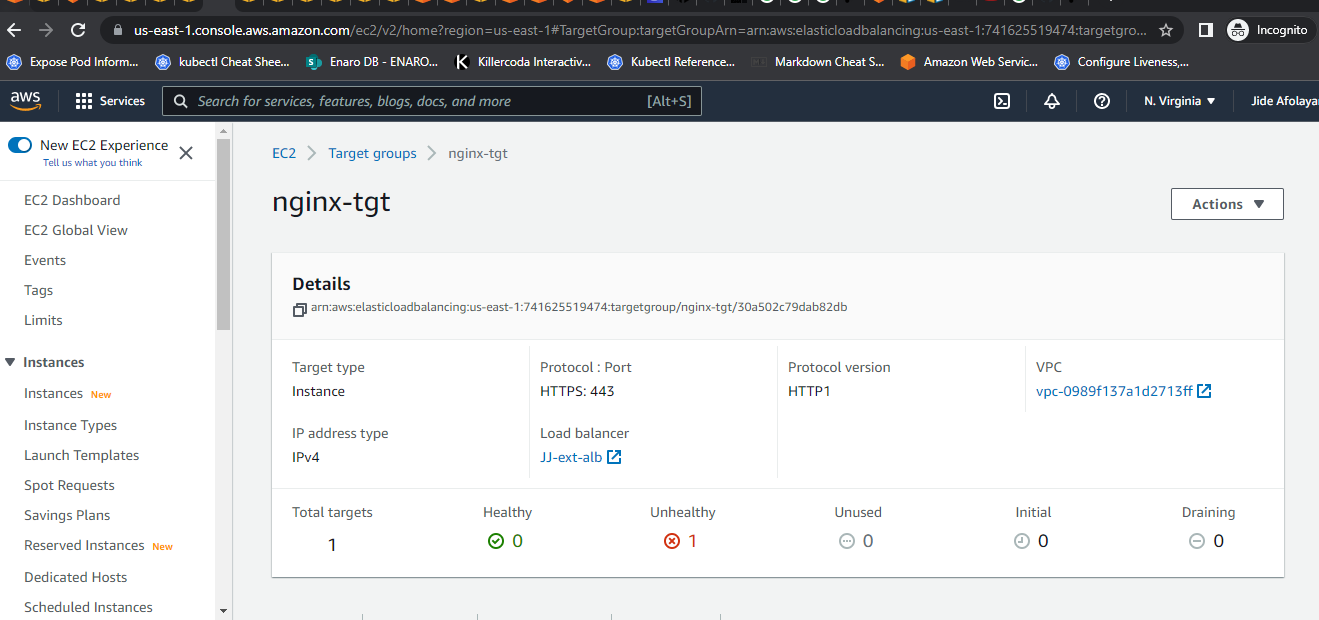 us-east-1.console.aws.amazon.com/ec2/v2/home?region=us-east-1#TargetGroup:targetGroupArn=arn:aws:elasticloadbalancing:us-east-1:741625519474:targetgro... Incognito
Expose Pod Inform... kubectl Cheat Shee... Enaro DB - ENARO... Killercoda Interactiv... Kubectl Reference... Markdown Cheat S... Amazon Web Servic... Configure Liveness,...
aws Services Search for services, features, blogs, docs, and more [Alt+S] N. Virginia Jide Afolaya
New EC2 Experience
Tell us what you think
EC2 Dashboard
EC2 Global View
Events
Tags
Limits
Instances
Instances New
Instance Types
Launch Templates
Spot Requests
Savings Plans
Reserved Instances New
Dedicated Hosts
Scheduled Instances
EC2 Target groups nginx-tgt
nginx-tgt
Actions
Details
arn:aws:elasticloadbalancing:us-east-1:741625519474:targetgroup/nginx-tgt/30a502c79dab82db
Target type Protocol : Port Protocol version VPC
Instance HTTPS: 443 HTTP1 vpc-0989f137a1d2713ff
IP address type Load balancer
IPv4 JJ-ext-alb
Total targets Healthy Unhealthy Unused Initial Draining
1 0 1 0 0 0